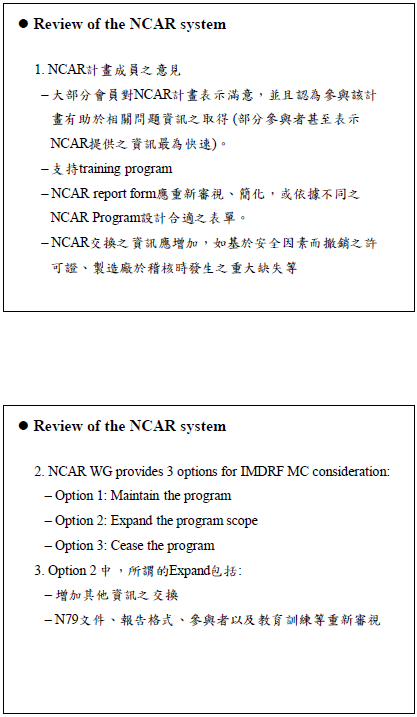 ● Review of the NCAR system
1. NCAR計畫成員之意見
–大部分會員對NCAR計畫表示滿意，並且認為參與該計
畫有助於相關問題資訊之取得 (部分參與者甚至表示
NCAR提供之資訊最為快速)。
–支持training program
–NCAR report form應重新審視、簡化，或依據不同之
NCAR Program設計合適之表單。
–NCAR交換之資訊應增加，如基於安全因素而撤銷之許
可證、製造廠於稽核時發生之重大缺失等
● Review of the NCAR system
2. NCAR WG provides 3 options for IMDRF MC consideration:
– Option 1: Maintain the program
– Option 2: Expand the program scope
– Option 3: Cease the program
3. Option 2 中，所謂的Expand包括:
–增加其他資訊之交換
–N79文件、報告格式、參與者以及教育訓練等重新審視